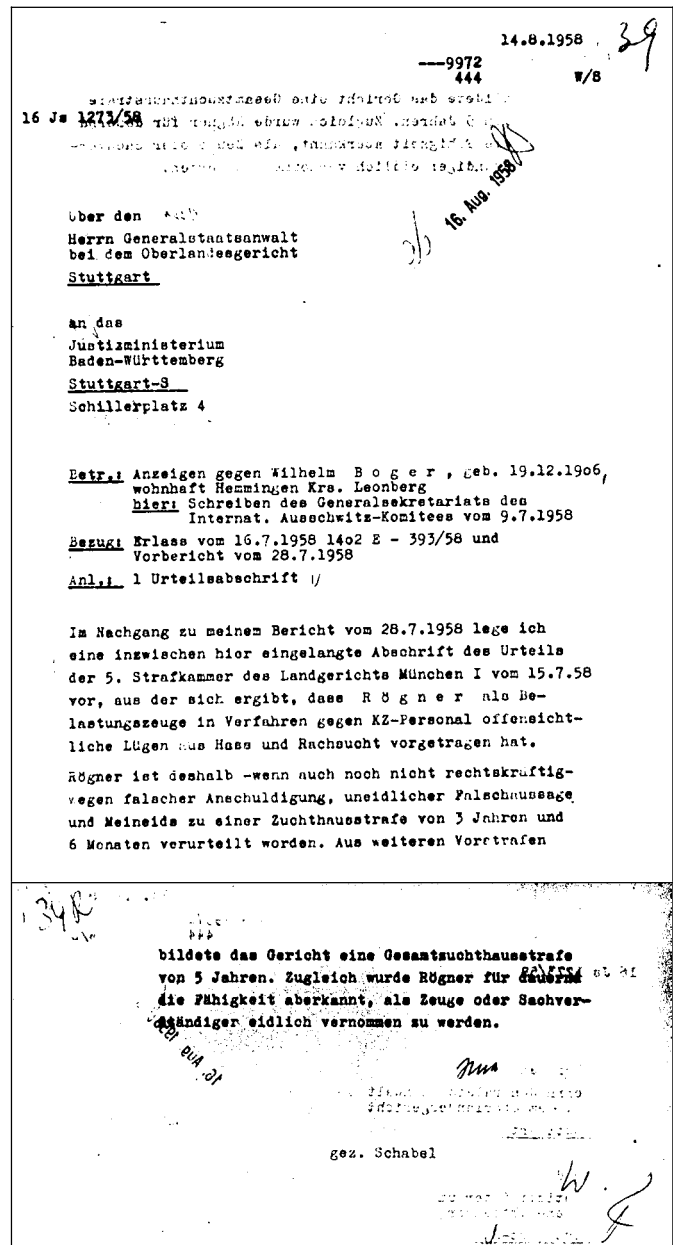 14.8.1958 39
---9972
444 W/S
16 Js 1273/58
16. Aug. 1958
Über den
Herrn Generalstaatsanwalt
bei dem Oberlandesgericht
Stuttgart
an das
Justizministerium
Baden-Württemberg
Stuttgart-S
Schillerplatz 4
Betr.: Anzeigen gegen Wilhelm B o g e r , geb. 19.12.19o6,
wohnhaft Hemmingen Krs. Leonberg
hier: Schreiben des Generalsekretariats des
Internat. Ausschwitz-Komitees vom 9.7.1958
Bezug: Erlass vom 16.7.1958 14o2 E - 393/58 und
Vorbericht vom 28.7.1958
Anl.: 1 Urteilsabschrift
Im Nachgang zu meinem Bericht vom 28.7.1958 lege ich
eine inzwischen hier eingelangte Abschrift des Urteils
der 5. Strafkammer des Landgerichts München I vom 15.7.58
vor, aus der sich ergibt, dass R ö g n e r als Be-
lastungszeuge in Verfahren gegen KZ-Personal offensicht-
liche Lügen aus Hass und Rachsucht vorgetragen hat.
Rögner ist deshalb -wenn auch noch nicht rechtskräftig-
wegen falscher Anschuldigung, uneidlicher Falschaussage
und Meineids zu einer Zuchthausstrafe von 3 Jahren und
6 Monaten verurteilt worden. Aus weiteren Vorstrafen
39R
bildete das Gericht eine Gesamtzuchthausstrafe
von 5 Jahren. Zugleich wurde Rögner für dauernd
die Fähigkeit aberkannt, als Zeuge oder Sachver-
ständiger eidlich vernommen zu werden.
gez. Schabel